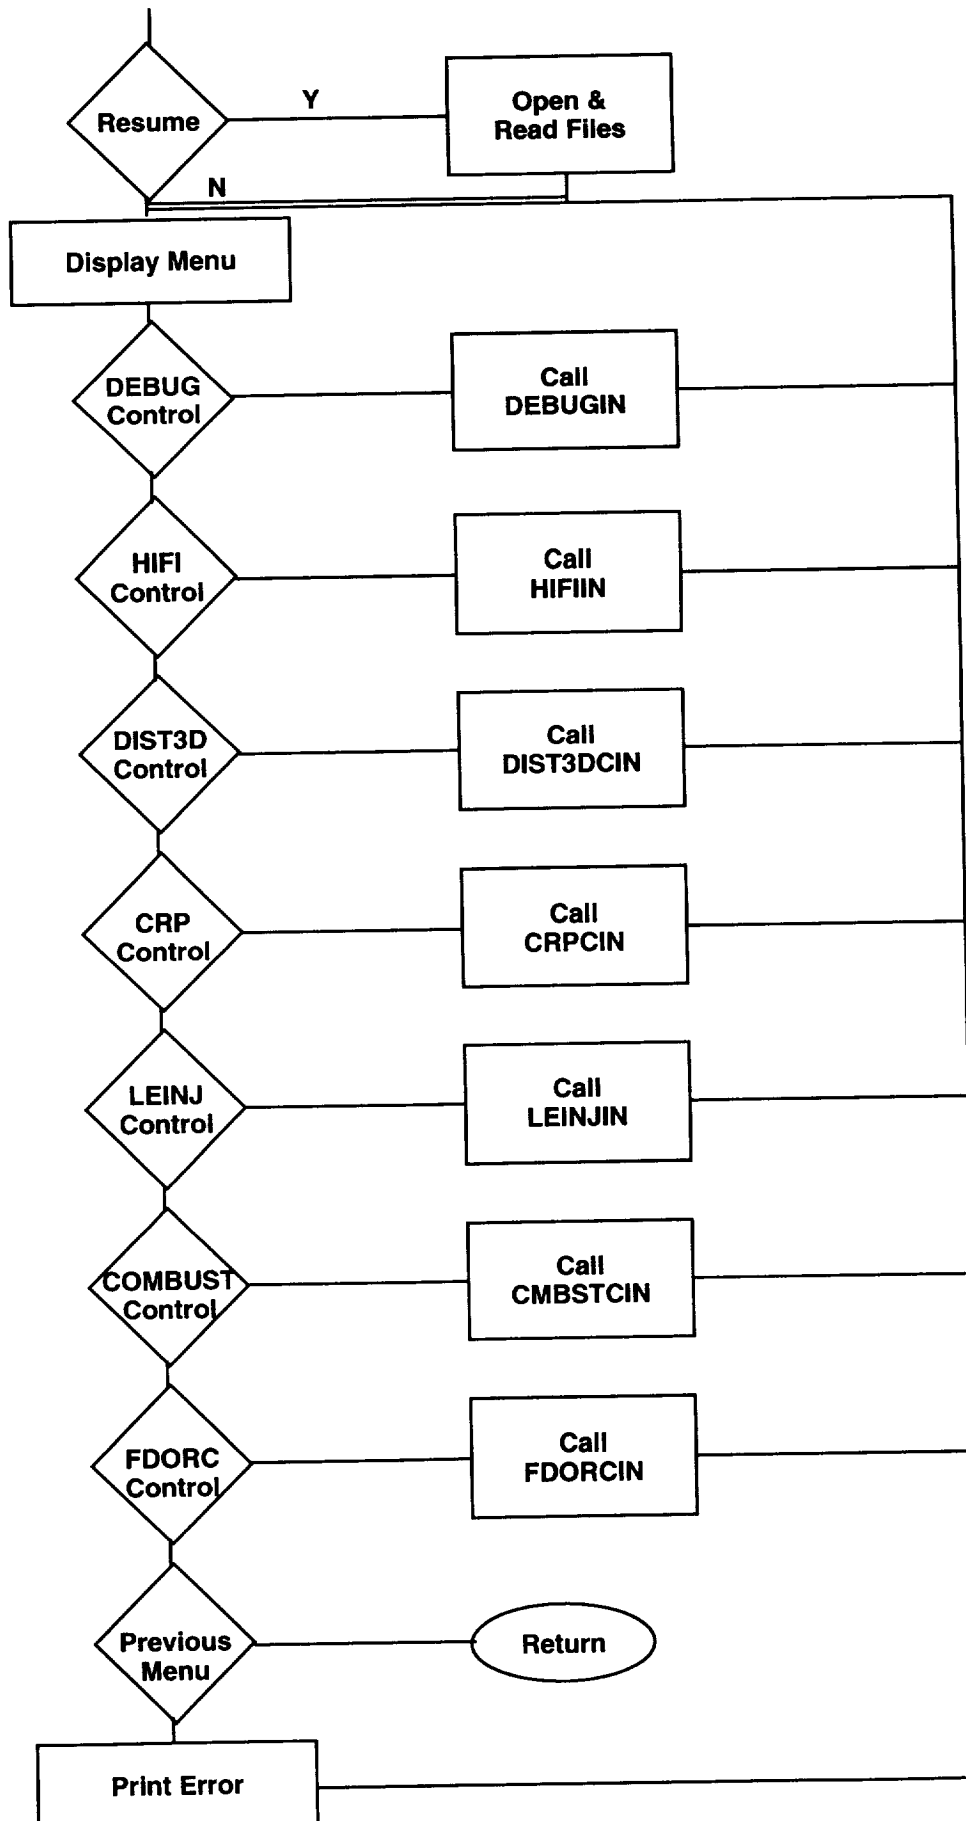 Resume
Y
Open &
Read Files
N
Display Menu
DEBUG
Control
Call
DEBUGIN
HIFI
Control
Call
HIFIIN
DIST3D
Control
Call
DIST3DCIN
CRP
Control
Call
CRPCIN
LEINJ
Control
Call
LEINJIN
COMBUST
Control
Call
CMBSTCIN
FDORC
Control
Call
FDORCIN
Previous
Menu
Return
Print Error